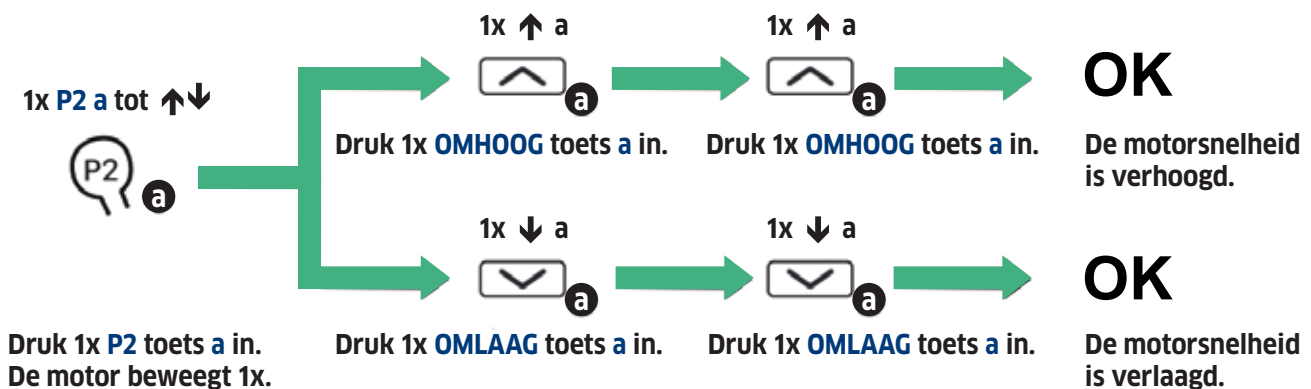 1x ↑ a
1x ↑ a
a
a
OK
Druk 1x OMHOOG toets a in.
Druk 1x OMHOOG toets a in.
De motorsnelheid
is verhoogd.
1x P2 a tot ↑↓
P2
a
Druk 1x P2 toets a in.
De motor beweegt 1x.
1x ↓ a
1x ↓ a
a
a
OK
Druk 1x OMLAAG toets a in.
Druk 1x OMLAAG toets a in.
De motorsnelheid
is verlaagd.